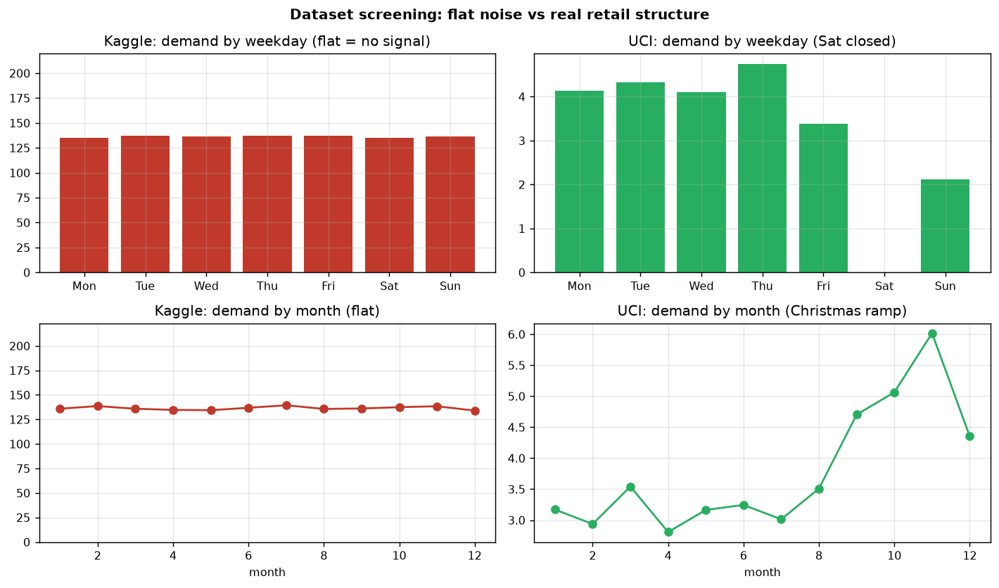 Dataset screening: flat noise vs real retail structure
Kaggle: demand by weekday (flat = no signal)
200
175
150
125
100
75
50
25
0
Mon Tue Wed Thu Fri Sat Sun
UCI: demand by weekday (Sat closed)
4
3
2
1
0
Mon Tue Wed Thu Fri Sat Sun
Kaggle: demand by month (flat)
200
175
150
125
100
75
50
25
0
2 4 6 8 10 12
month
UCI: demand by month (Christmas ramp)
6.0
5.5
5.0
4.5
4.0
3.5
3.0
2 4 6 8 10 12
month